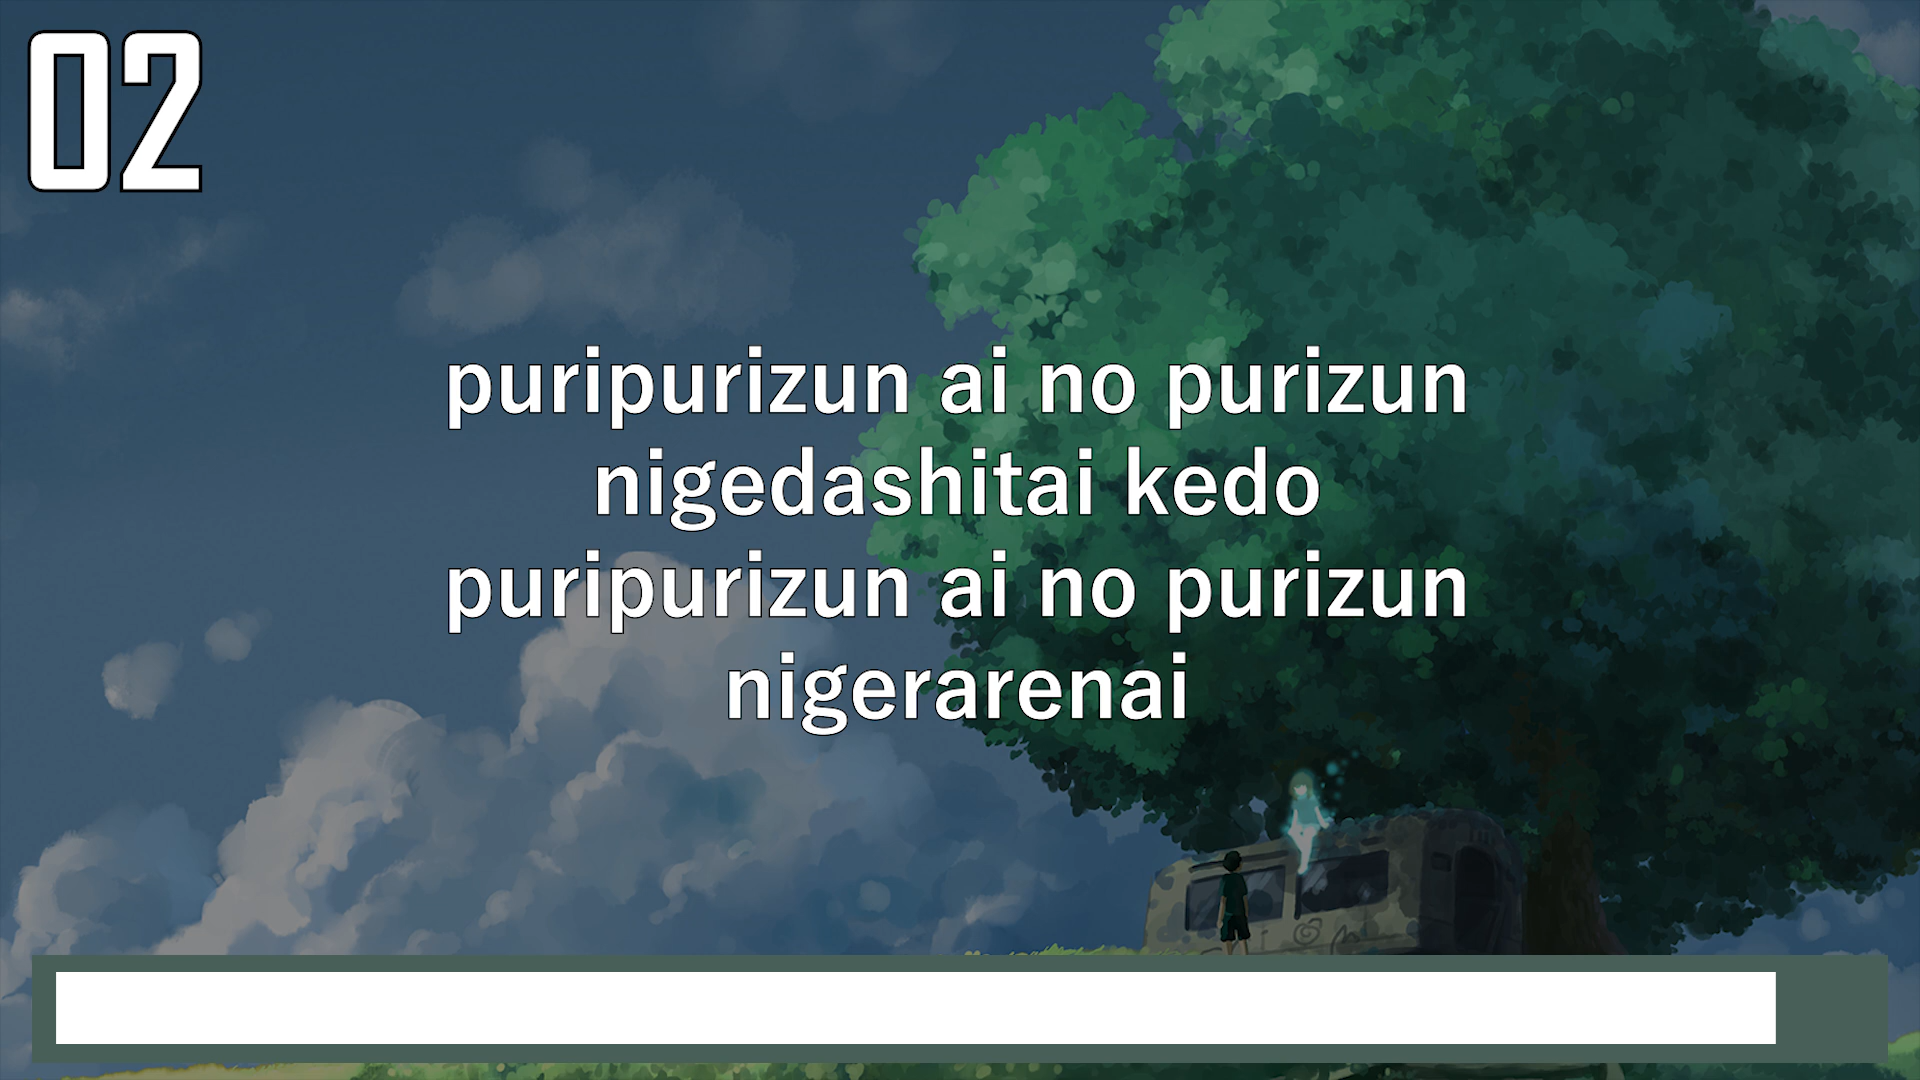 02
puripurizun ai no purizun
nigedashitai kedo
puripurizun ai no purizun
nigerarenai